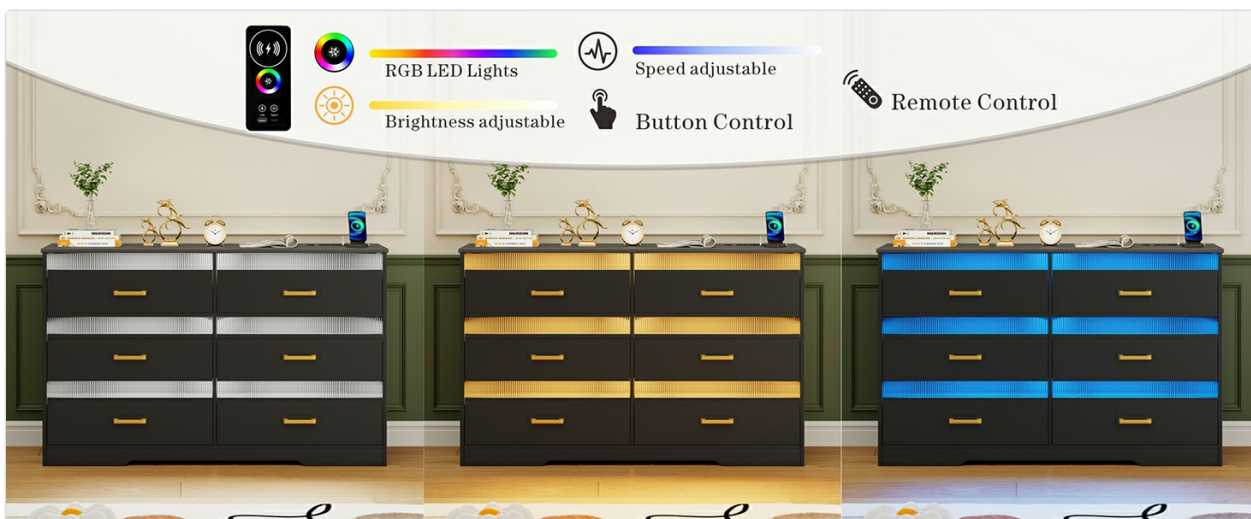 RGB LED Lights
Brightness adjustable
Speed adjustable
Button Control
Remote Control